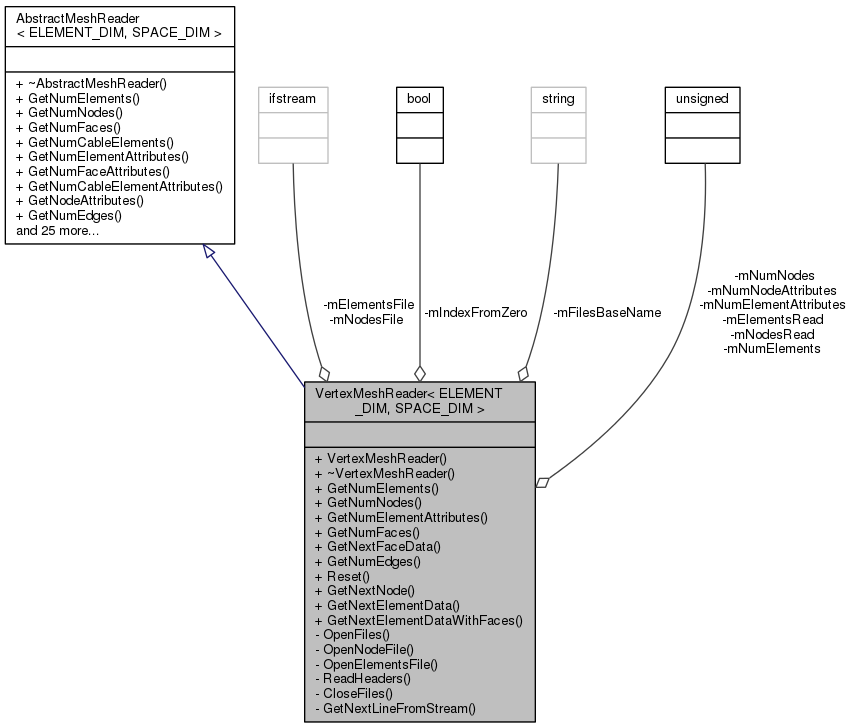 AbstractMeshReader
< ELEMENT_DIM, SPACE_DIM >
+ ~AbstractMeshReader()
+ GetNumElements()
+ GetNumNodes()
+ GetNumFaces()
+ GetNumCableElements()
+ GetNumElementAttributes()
+ GetNumFaceAttributes()
+ GetNumCableElementAttributes()
+ GetNodeAttributes()
+ GetNumEdges()
and 25 more...
ifstream
bool
string
unsigned
-mElementsFile
-mNodesFile
-mIndexFromZero
-mFilesBaseName
-mNumNodes
-mNumNodeAttributes
-mNumElementAttributes
-mElementsRead
-mNodesRead
-mNumElements
VertexMeshReader< ELEMENT
_DIM, SPACE_DIM >
+ VertexMeshReader()
+ ~VertexMeshReader()
+ GetNumElements()
+ GetNumNodes()
+ GetNumElementAttributes()
+ GetNumFaces()
+ GetNextFaceData()
+ GetNumEdges()
+ Reset()
+ GetNextNode()
+ GetNextElementData()
+ GetNextElementDataWithFaces()
- OpenFiles()
- OpenNodeFile()
- OpenElementsFile()
- ReadHeaders()
- CloseFiles()
- GetNextLineFromStream()